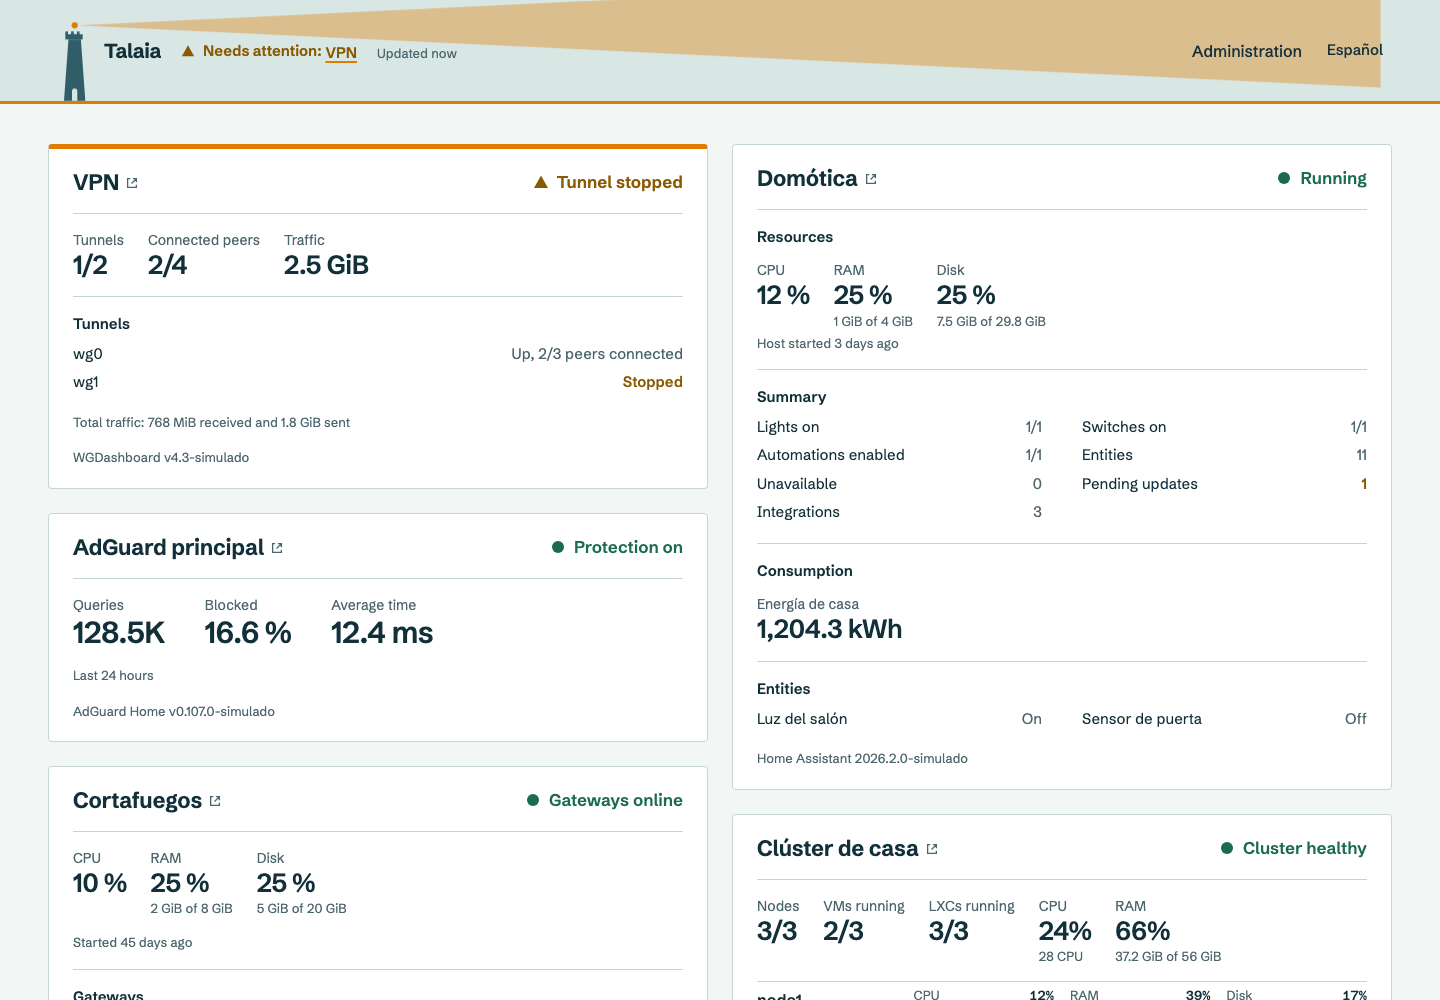 Talaia
Needs attention: VPN
Updated now
Administration
Español
VPN
Tunnel stopped
Tunnels
Connected peers
Traffic
1/2
2/4
2.5 GiB
Tunnels
wg0
Up, 2/3 peers connected
wg1
Stopped
Total traffic: 768 MiB received and 1.8 GiB sent
WGDashboard v4.3-simulado
AdGuard principal
Protection on
Queries
Blocked
Average time
128.5K
16.6 %
12.4 ms
Last 24 hours
AdGuard Home v0.107.0-simulado
Cortafuegos
Gateways online
CPU
RAM
Disk
10 %
25 %
25 %
2 GiB of 8 GiB
5 GiB of 20 GiB
Started 45 days ago
Gateways
Domótica
Running
Resources
CPU
RAM
Disk
12 %
25 %
25 %
1 GiB of 4 GiB
7.5 GiB of 29.8 GiB
Host started 3 days ago
Summary
Lights on 1/1
Switches on 1/1
Automations enabled 1/1
Entities 11
Unavailable 0
Pending updates 1
Integrations 3
Consumption
Energía de casa
1,204.3 kWh
Entities
Luz del salón On
Sensor de puerta Off
Home Assistant 2026.2.0-simulado
Clúster de casa
Cluster healthy
Nodes
VMs running
LXCs running
CPU
RAM
3/3
2/3
3/3
24%
66%
28 CPU
37.2 GiB of 56 GiB
node1
CPU 12%
RAM 39%
Disk 17%